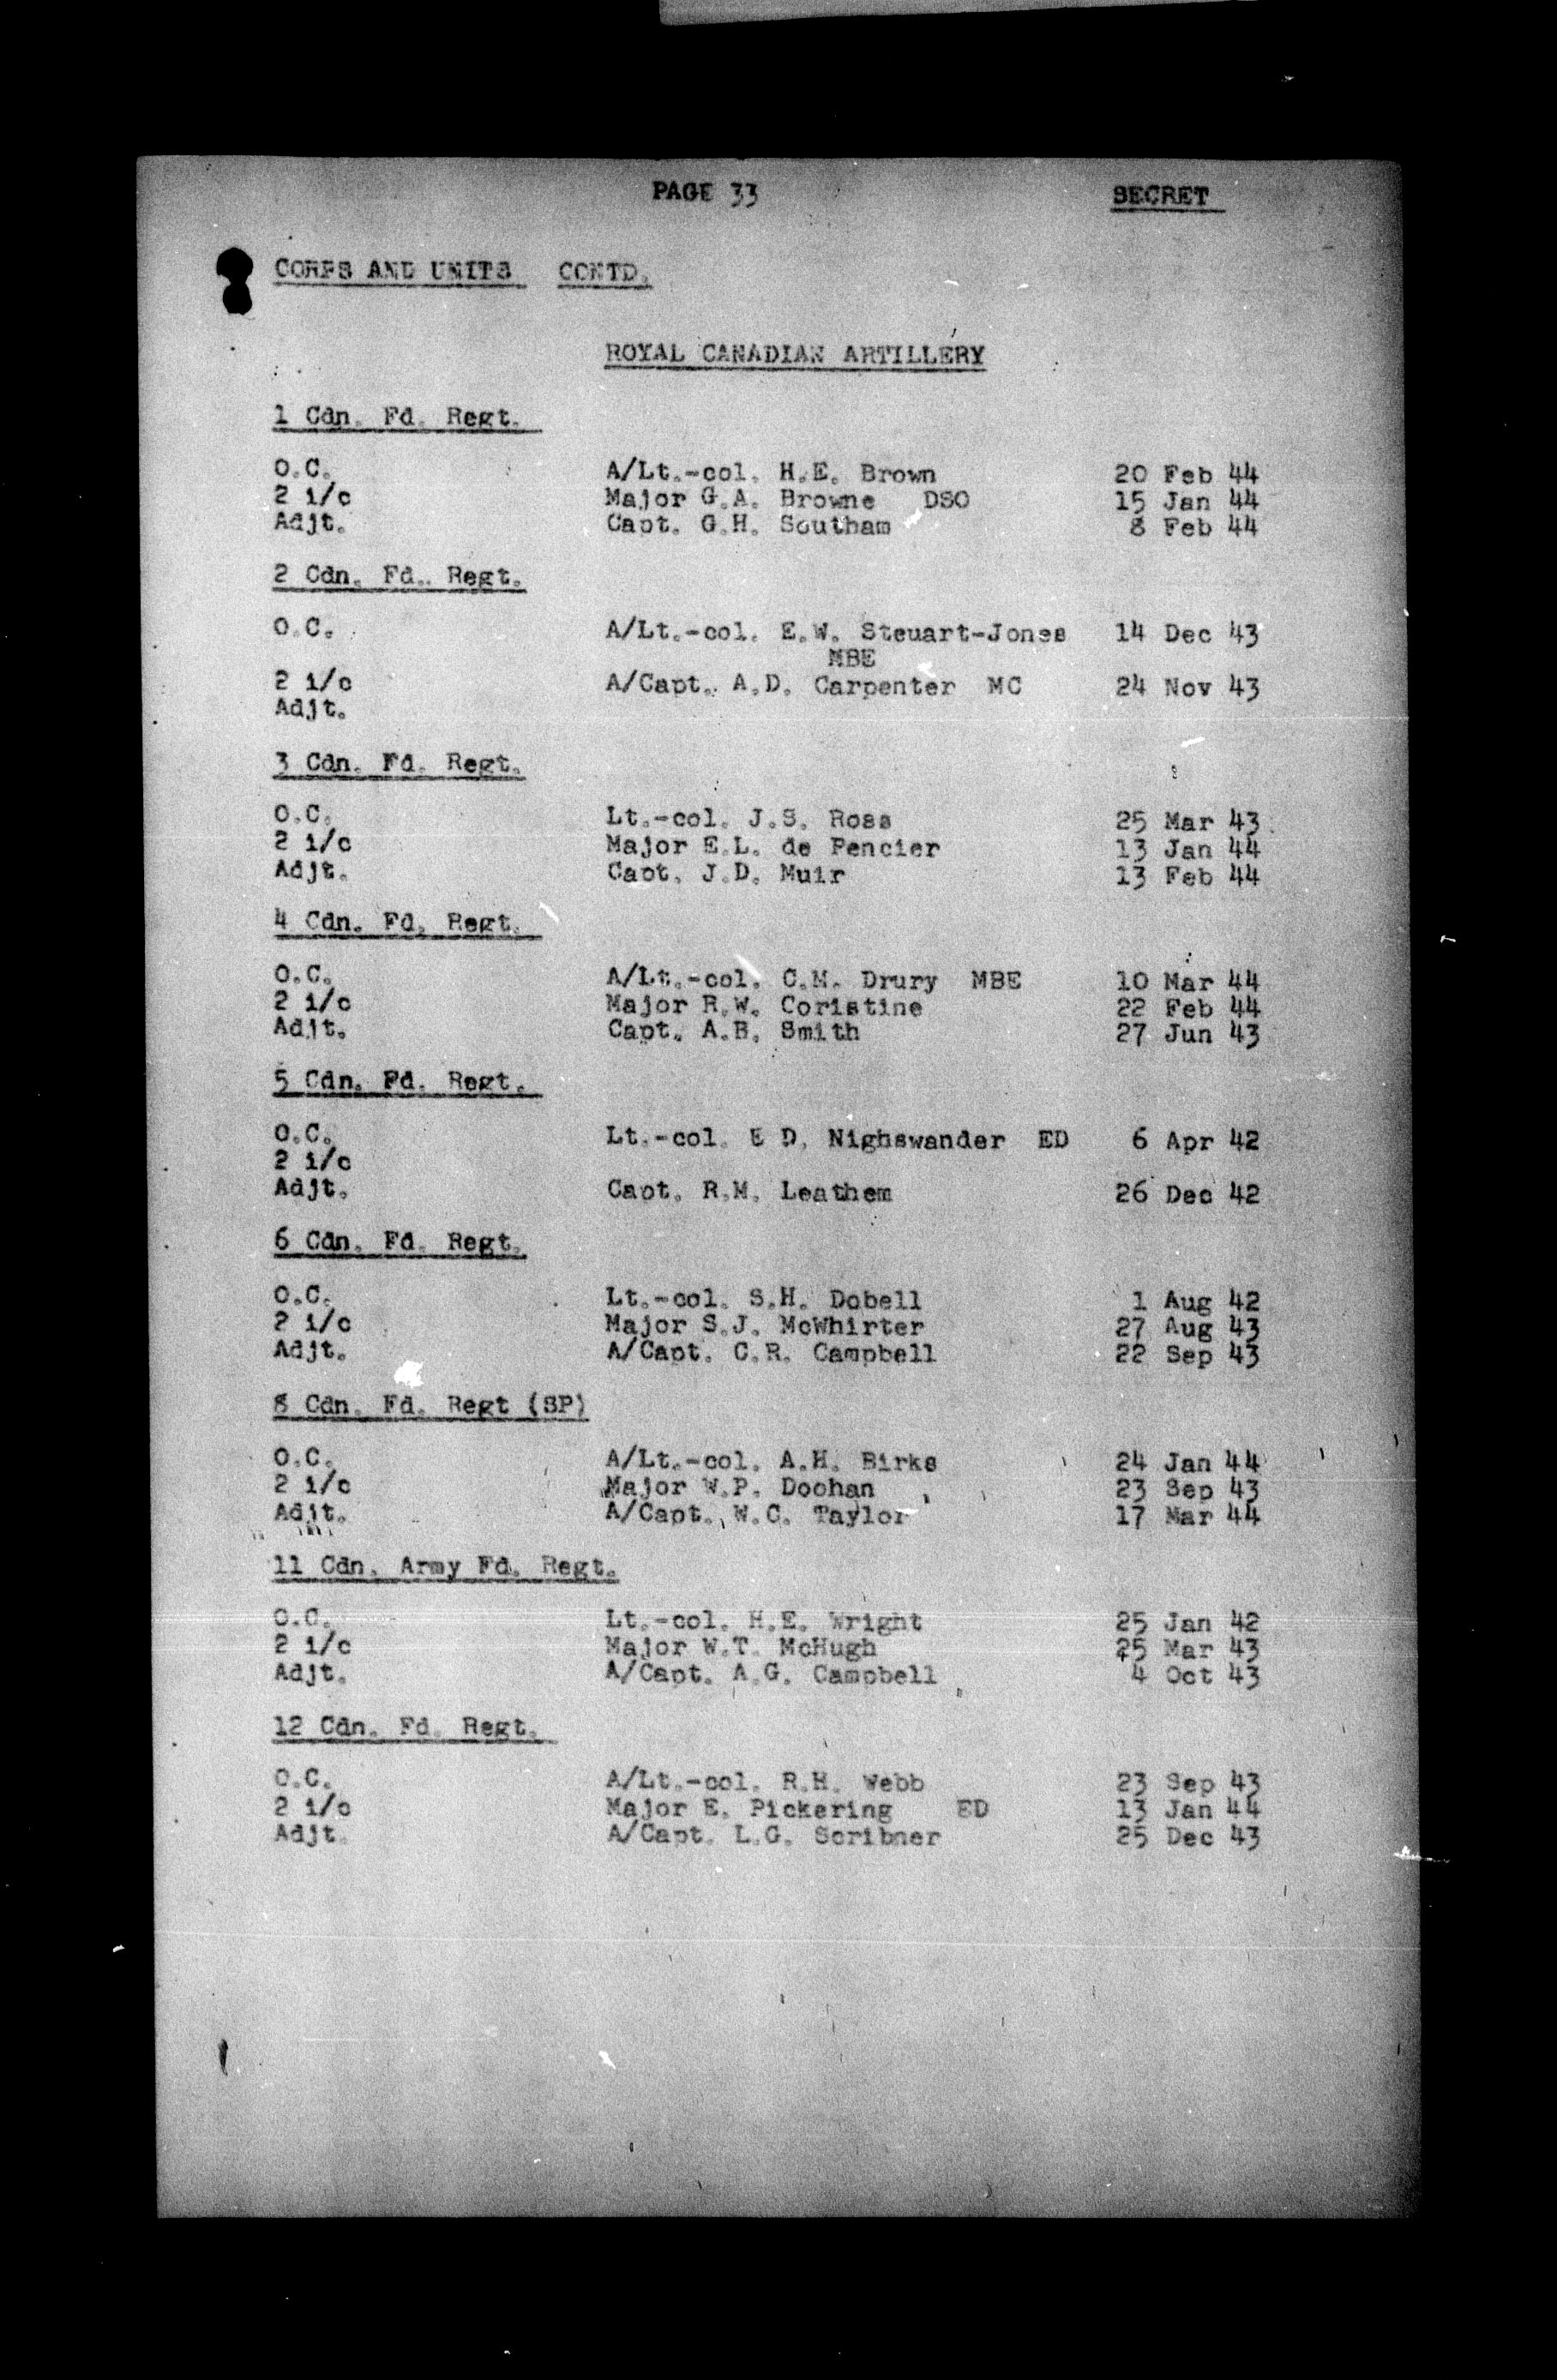 PAGE 33 SECRET
CORPS AND UNITS CONTD.
ROYAL CANADIAN ARTILLERY
1 Cdn. Fd. Regt.
O.C. A/Lt.-col. H.E. Brown 20 Feb 44
2 i/c Major G.A. Browne DSO 15 Jan 44
Adjt. Capt. G.H. Southam 8 Feb 44
2 Cdn. Fd. Regt.
O.C. A/Lt.-col. E.W. Steuart-Jones 14 Dec 43
MBE
2 i/c A/Capt. A.D. Carpenter MC 24 Nov 43
Adjt.
3 Cdn. Fd. Regt.
O.C. Lt.-col. J.S. Ross 25 Mar 43
2 i/c Major E.L. de Pencier 13 Jan 44
Adjt. Capt. J.D. Muir 13 Feb 44
4 Cdn. Fd. Regt.
O.C. A/Lt.-col. C.M. Drury MBE 10 Mar 44
2 i/c Major R.W. Coristine 22 Feb 44
Adjt. Capt. A.B. Smith 27 Jun 43
5 Cdn. Fd. Regt.
O.C. Lt.-col. E D. Nighswander ED 6 Apr 42
2 i/c
Adjt. Capt. R.M. Leathem 26 Dec 42
6 Cdn. Fd. Regt.
O.C. Lt.-col. S.H. Dobell 1 Aug 42
2 i/c Major S.J. McWhirter 27 Aug 43
Adjt. A/Capt. C.R. Campbell 22 Sep 43
8 Cdn. Fd. Regt (SP)
O.C. A/Lt.-col. A.H. Birks 24 Jan 44
2 i/c Major W.P. Doohan 23 Sep 43
Adjt. A/Capt. W.C. Taylor 17 Mar 44
11 Cdn. Army Fd. Regt.
O.C. Lt.-col. H.E. Wright 25 Jan 42
2 i/c Major W.T. McHugh 25 Mar 43
Adjt. A/Capt. A.G. Campbell 4 Oct 43
12 Cdn. Fd. Regt.
O.C. A/Lt.-col. R.H. Webb 23 Sep 43
2 i/c Major E. Pickering ED 13 Jan 44
Adjt. A/Capt. L.G. Scribner 25 Dec 43